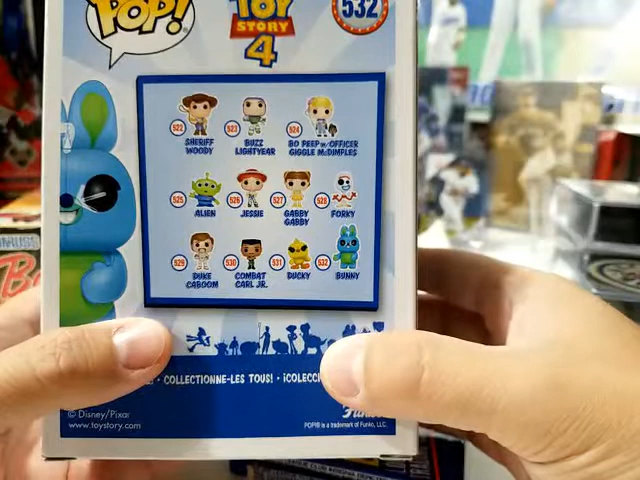 POP!
TOY
STORY
4
532
522
SHERIFF
WOODY
523
BUZZ
LIGHTYEAR
524
BO PEEP w/ OFFICER
GIGGLE McDIMPLES
525
ALIEN
526
JESSIE
527
GABBY
GABBY
528
FORKY
529
DUKE
CABOOM
530
COMBAT
CARL JR.
531
DUCKY
532
BUNNY
• COLLECTIONNE-LES TOUS! • ¡COLECCI
© Disney/Pixar
www.toystory.com
Funko
POP!® is a trademark of Funko, LLC.